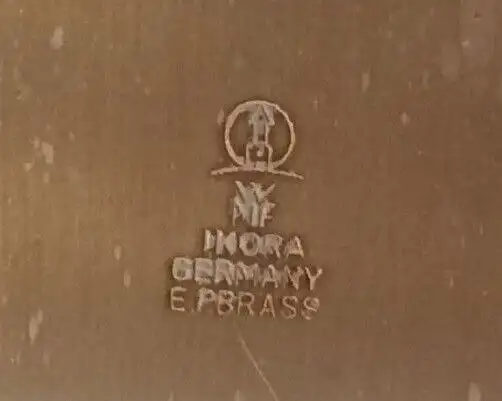 WMF
IKORA
GERMANY
E.P.BRASS